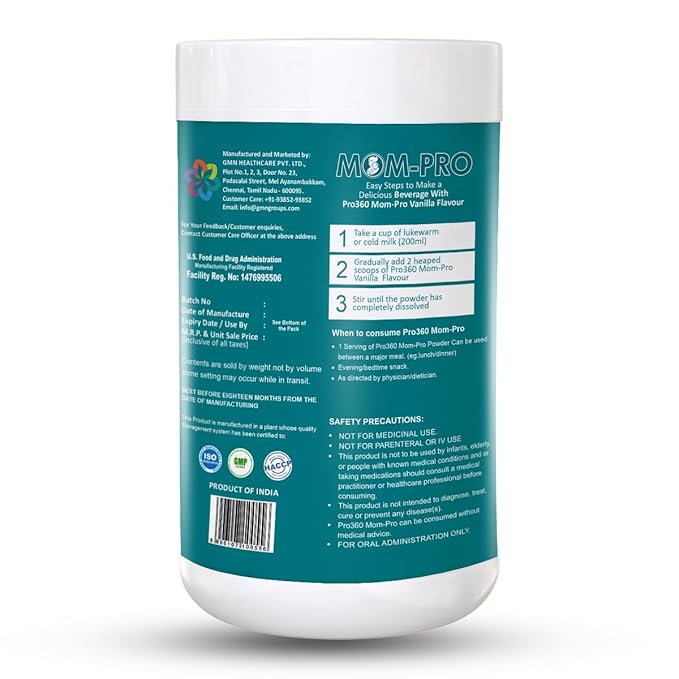 Manufactured and Marketed by:
GMN HEALTHCARE PVT. LTD.,
Plot No.1, 2, 3, Door No. 23,
Padasalai Street, Mel Ayanambakkam,
Chennai, Tamil Nadu - 600095.
Customer Care: +91-93852-93852
Email: info@gmngroups.com
For Your Feedback/Customer enquiries,
Contact Customer Care Officer at the above address
U.S. Food and Drug Administration
Manufacturing Facility Registered
Facility Reg. No: 1476995506
Batch No :
Date of Manufacture :
Expiry Date / Use By :
M.R.P. & Unit Sale Price :
(inclusive of all taxes)
See Bottom of
the Pack
Contents are sold by weight not by volume
some setting may occur while in transit.
BEST BEFORE EIGHTEEN MONTHS FROM THE
DATE OF MANUFACTURING
This Product is manufactured in a plant whose quality
management system has been certified to:
ISO
GMP
HACCP
PRODUCT OF INDIA
MOM-PRO
Easy Steps to Make a
Delicious Beverage With
Pro360 Mom-Pro Vanilla Flavour
1 Take a cup of lukewarm
or cold milk (200ml)
2 Gradually add 2 heaped
scoops of Pro360 Mom-Pro
Vanilla Flavour
3 Stir until the powder has
completely dissolved
When to consume Pro360 Mom-Pro
• 1 Serving of Pro360 Mom-Pro Powder Can be used
between a major meal. (eg.lunch/dinner)
• Evening/bedtime snack.
• As directed by physician/dietician.
SAFETY PRECAUTIONS:
• NOT FOR MEDICINAL USE.
• NOT FOR PARENTERAL OR IV USE
• This product is not to be used by infants, elderly,
or people with known medical conditions and or
taking medications should consult a medical
practitioner or healthcare professional before
consuming.
• This product is not intended to diagnose, treat,
cure or prevent any disease(s).
• Pro360 Mom-Pro can be consumed without
medical advice.
• FOR ORAL ADMINISTRATION ONLY.